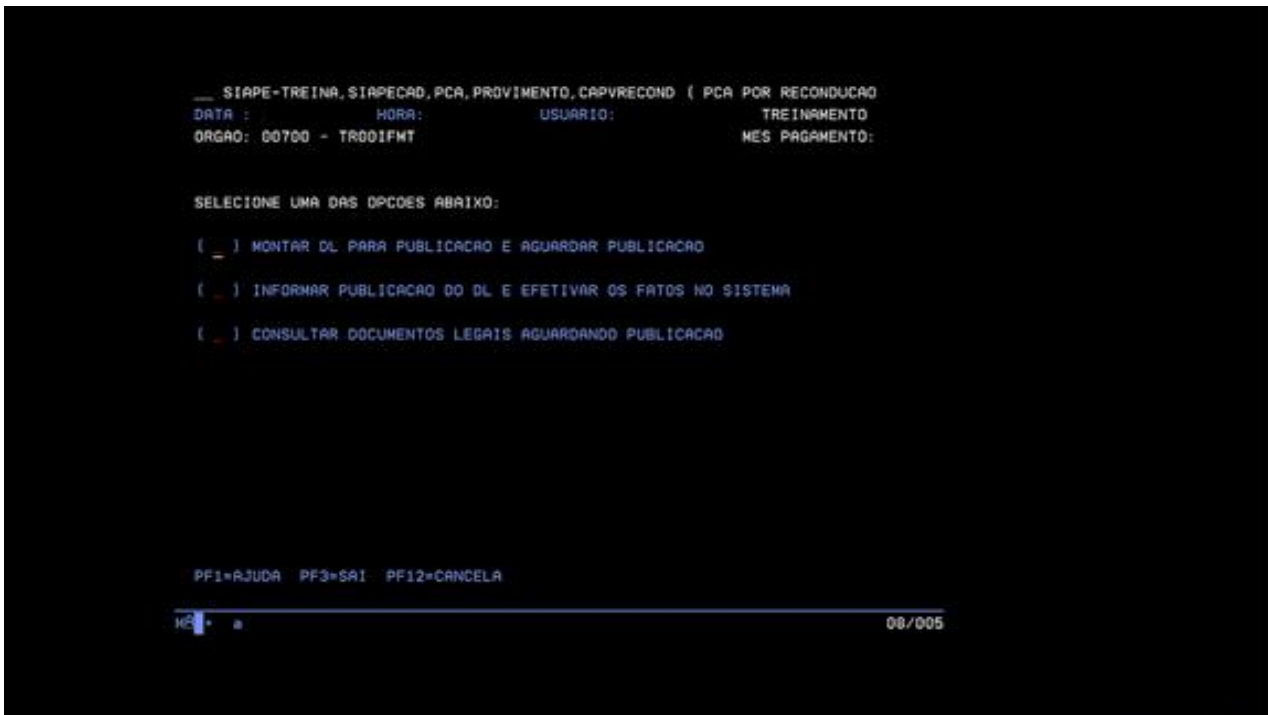 __ SIAPE-TREINA,SIAPECAD,PCA,PROVIMENTO,CAPVRECOND ( PCA POR RECONDUCAO
DATA : HORA: USUARIO: TREINAMENTO
ORGAO: 00700 - TRODIFMT MES PAGAMENTO:
SELECIONE UMA DAS OPCOES ABAIXO:
( _ ) MONTAR DL PARA PUBLICACAO E AGUARDAR PUBLICACAO
( _ ) INFORMAR PUBLICACAO DO DL E EFETIVAR OS FATOS NO SISTEMA
( _ ) CONSULTAR DOCUMENTOS LEGAIS AGUARDANDO PUBLICACAO
PF1=AJUDA PF3=SAI PF12=CANCELA
a 08/005